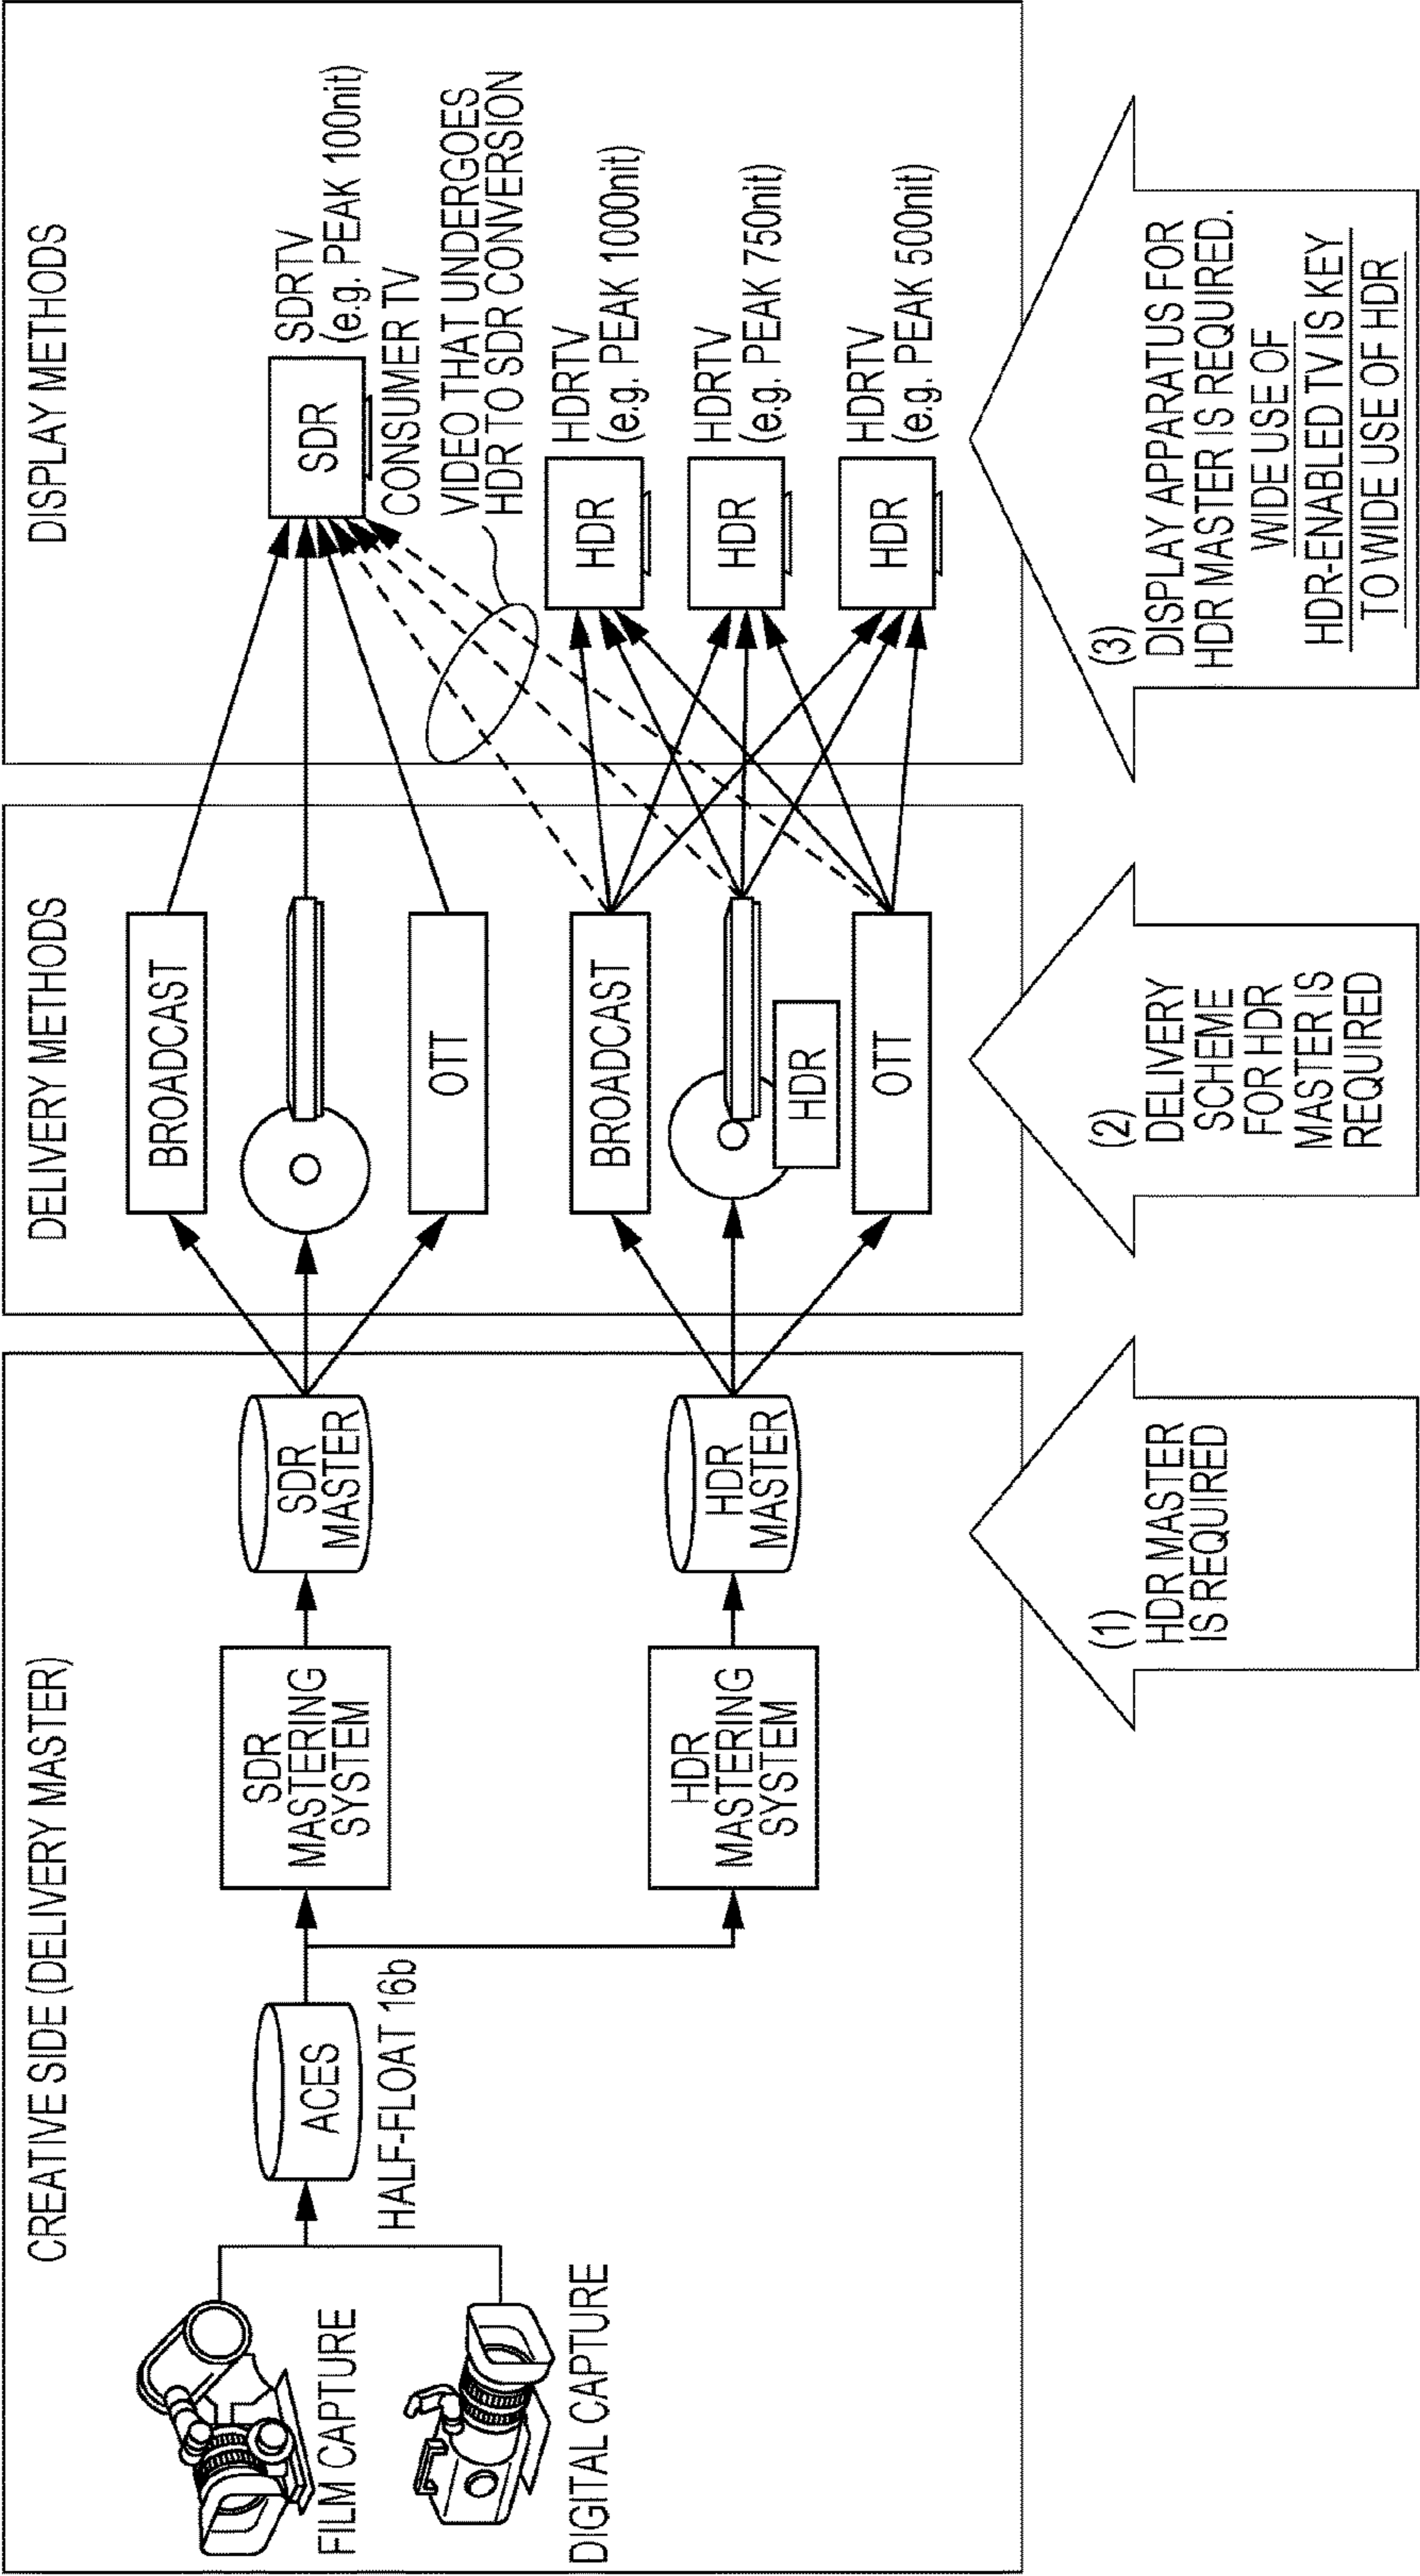 CREATIVE SIDE (DELIVERY MASTER)
FILM CAPTURE
DIGITAL CAPTURE
ACES
HALF-FLOAT 16b
SDR
MASTERING
SYSTEM
SDR
MASTER
HDR
MASTERING
SYSTEM
HDR
MASTER
DELIVERY METHODS
BROADCAST
OTT
BROADCAST
HDR
OTT
DISPLAY METHODS
SDR
SDRTV
(e.g. PEAK 100nit)
CONSUMER TV
VIDEO THAT UNDERGOES
HDR TO SDR CONVERSION
HDR
HDRTV
(e.g. PEAK 1000nit)
HDR
HDRTV
(e.g. PEAK 750nit)
HDR
HDRTV
(e.g. PEAK 500nit)
(1)
HDR MASTER
IS REQUIRED
(2)
DELIVERY
SCHEME
FOR HDR
MASTER IS
REQUIRED
(3)
DISPLAY APPARATUS FOR
HDR MASTER IS REQUIRED.
WIDE USE OF
HDR-ENABLED TV IS KEY
TO WIDE USE OF HDR